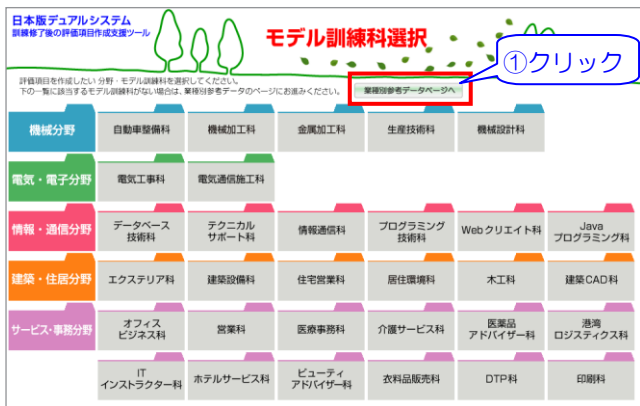 日本版デュアルシステム
訓練修了後の評価項目作成支援ツール
モデル訓練科選択
①クリック
評価項目を作成したい 分野・モデル訓練科を選択してください。
下の一覧に該当するモデル訓練科がない場合は、業種別参考データのページにお進みください。
業種別参考データページへ
機械分野
自動車整備科
機械加工科
金属加工科
生産技術科
機械設計科
電気・電子分野
電気工事科
電気通信施工科
情報・通信分野
データベース
技術科
テクニカル
サポート科
情報通信科
プログラミング
技術科
Webクリエイト科
Java
プログラミング科
建築・住居分野
エクステリア科
建築設備科
住宅営業科
居住環境科
木工科
建築CAD科
サービス・事務分野
オフィス
ビジネス科
営業科
医療事務科
介護サービス科
医薬品
アドバイザー科
港湾
ロジスティクス科
IT
インストラクター科
ホテルサービス科
ビューティ
アドバイザー科
衣料品販売科
DTP科
印刷科